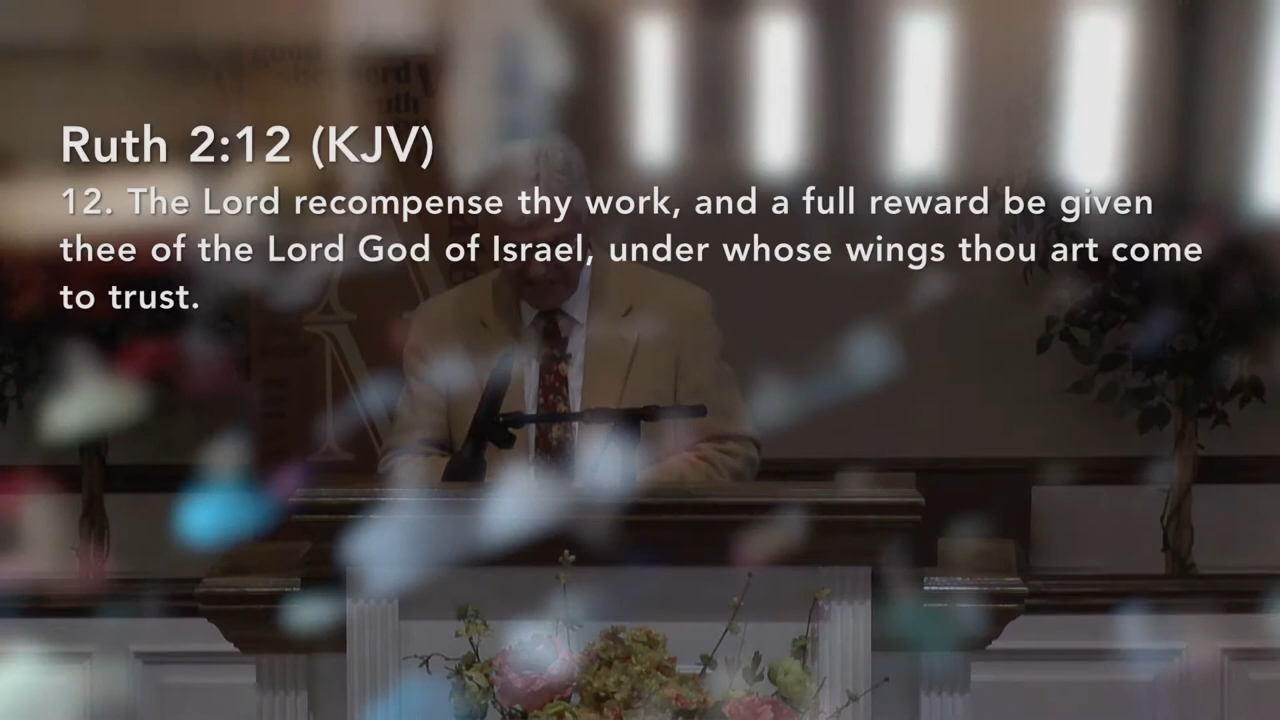 Ruth 2:12 (KJV)
12. The Lord recompense thy work, and a full reward be given
thee of the Lord God of Israel, under whose wings thou art come
to trust.